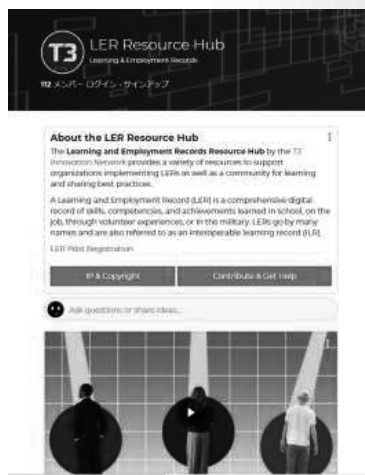 T3
LER Resource Hub
Learning & Employment Records
112 メンバー ログイン・サインアップ
About the LER Resource Hub
The Learning and Employment Records Resource Hub by the T3
Innovation Network provides a variety of resources to support
organizations implementing LERs as well as a community for learning
and sharing best practices.
A Learning and Employment Record (LER) is a comprehensive digital
record of skills, competencies, and achievements learned in school, on the
job, through volunteer experiences, or in the military. LERs go by many
names and are also referred to as an interoperable learning record (ILR).
LER Pilot Registration
IP & Copyright
Contribute & Get Help
Ask questions or share ideas...